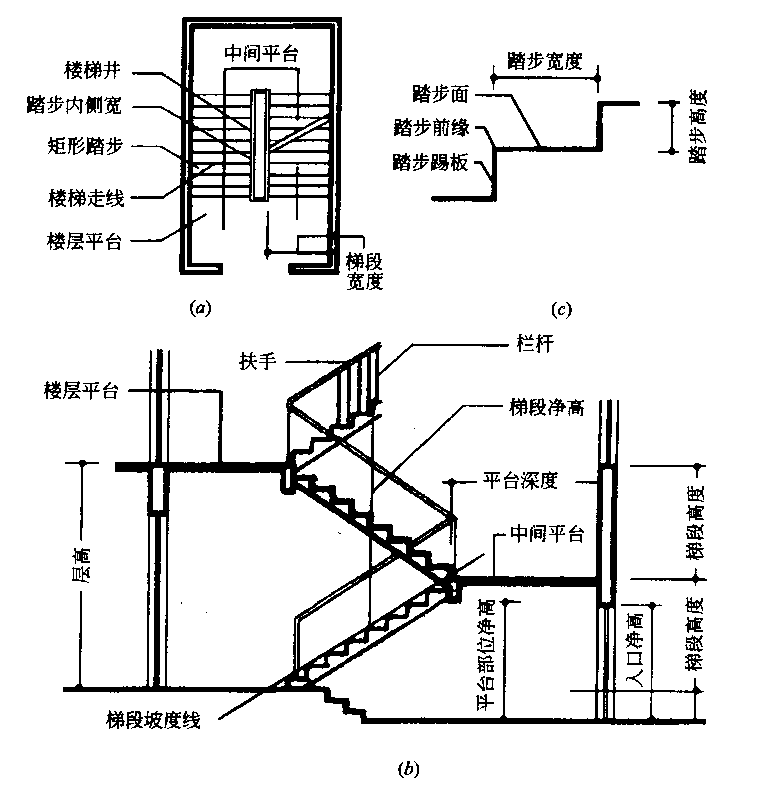 中间平台
楼梯井
踏步内侧宽
矩形踏步
楼梯走线
楼层平台
梯段
宽度
(a)
踏步宽度
踏步面
踏步前缘
踏步踢板
踏步高度
(c)
扶手
栏杆
楼层平台
梯段净高
平台深度
中间平台
层高
梯段高度
平台部位净高
入口净高
梯段高度
梯段坡度线
(b)